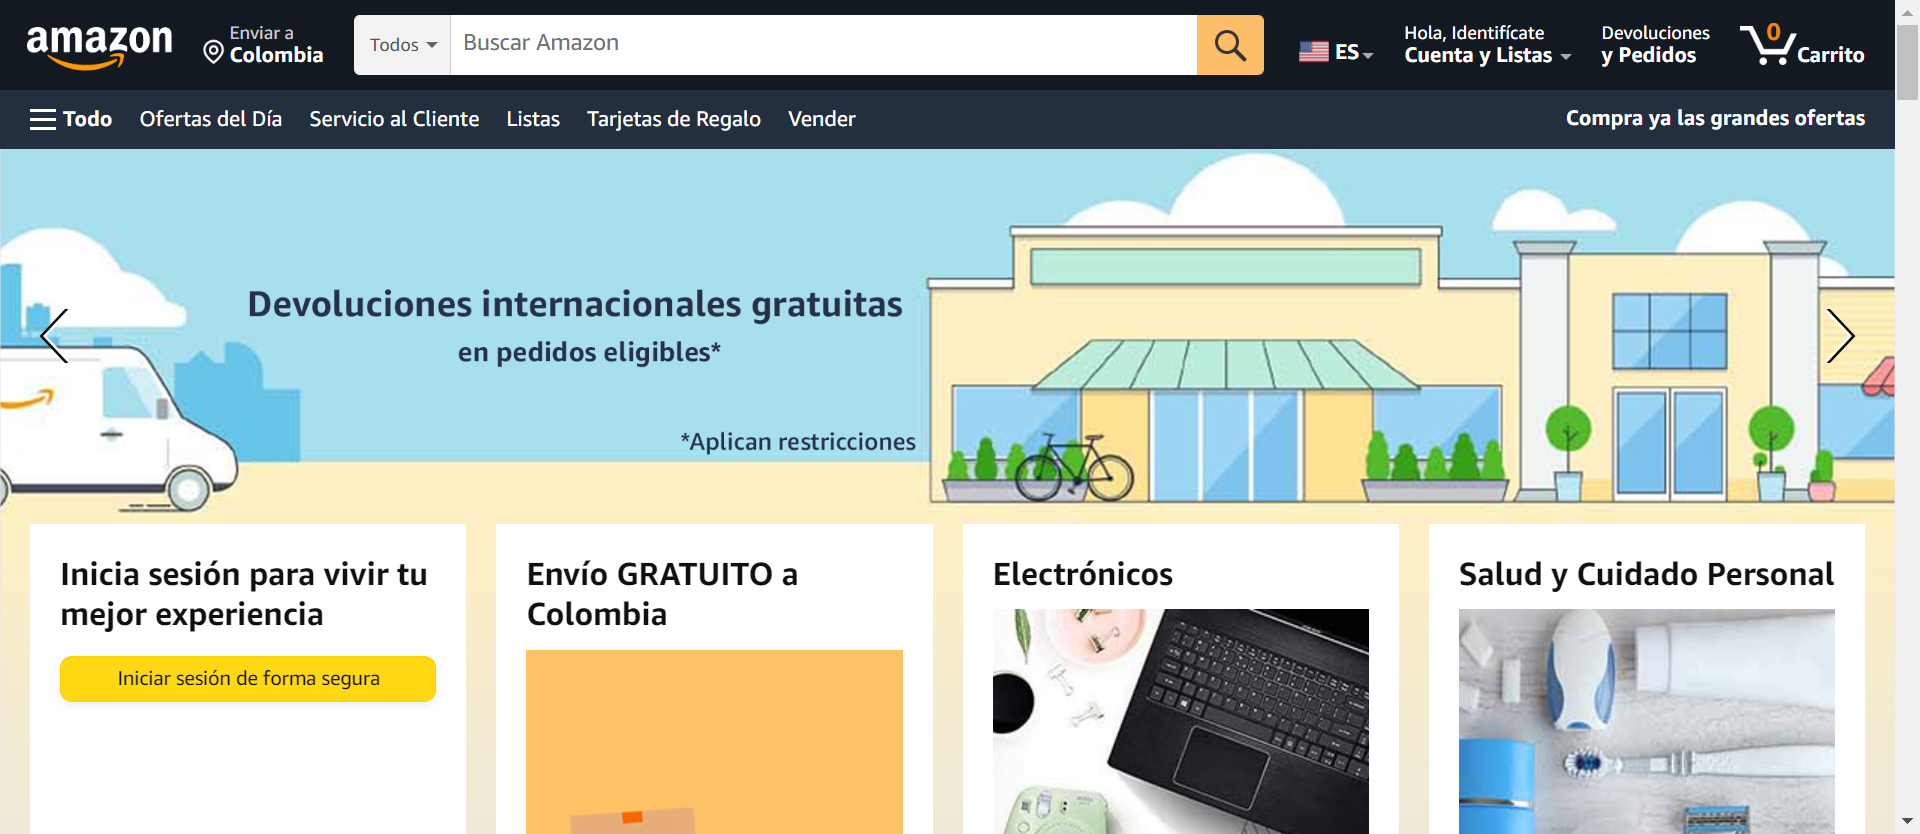 amazon
Enviar a
Colombia
Todos
Buscar Amazon
ES
Hola, Identifícate
Cuenta y Listas
Devoluciones
y Pedidos
0
Carrito
Todo
Ofertas del Día
Servicio al Cliente
Listas
Tarjetas de Regalo
Vender
Compra ya las grandes ofertas
Devoluciones internacionales gratuitas
en pedidos eligibles*
*Aplican restricciones
Inicia sesión para vivir tu
mejor experiencia
Iniciar sesión de forma segura
Envío GRATUITO a
Colombia
Electrónicos
Salud y Cuidado Personal